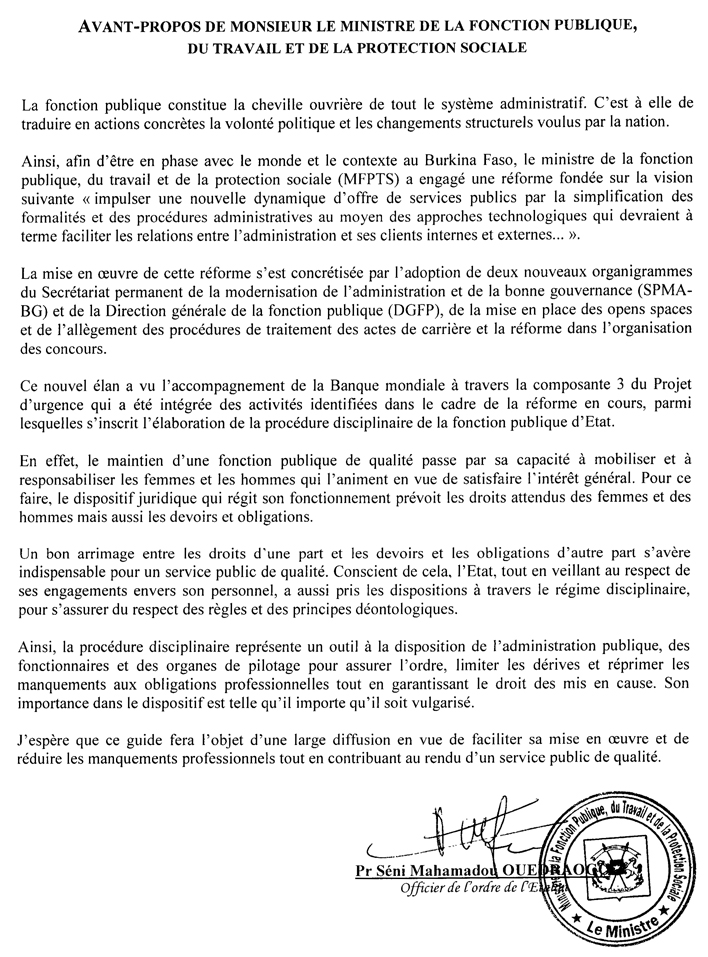 AVANT-PROPOS DE MONSIEUR LE MINISTRE DE LA FONCTION PUBLIQUE,
DU TRAVAIL ET DE LA PROTECTION SOCIALE
La fonction publique constitue la cheville ouvrière de tout le système administratif. C'est à elle de
traduire en actions concrètes la volonté politique et les changements structurels voulus par la nation.
Ainsi, afin d'être en phase avec le monde et le contexte au Burkina Faso, le ministre de la fonction
publique, du travail et de la protection sociale (MFPTS) a engagé une réforme fondée sur la vision
suivante « impulser une nouvelle dynamique d'offre de services publics par la simplification des
formalités et des procédures administratives au moyen des approches technologiques qui devraient à
terme faciliter les relations entre l'administration et ses clients internes et externes... ».
La mise en œuvre de cette réforme s'est concrétisée par l'adoption de deux nouveaux organigrammes
du Secrétariat permanent de la modernisation de l'administration et de la bonne gouvernance (SPMA-
BG) et de la Direction générale de la fonction publique (DGFP), de la mise en place des opens spaces
et de l'allègement des procédures de traitement des actes de carrière et la réforme dans l'organisation
des concours.
Ce nouvel élan a vu l'accompagnement de la Banque mondiale à travers la composante 3 du Projet
d'urgence qui a été intégrée des activités identifiées dans le cadre de la réforme en cours, parmi
lesquelles s'inscrit l'élaboration de la procédure disciplinaire de la fonction publique d'Etat.
En effet, le maintien d'une fonction publique de qualité passe par sa capacité à mobiliser et à
responsabiliser les femmes et les hommes qui l'animent en vue de satisfaire l'intérêt général. Pour ce
faire, le dispositif juridique qui régit son fonctionnement prévoit les droits attendus des femmes et des
hommes mais aussi les devoirs et obligations.
Un bon arrimage entre les droits d'une part et les devoirs et les obligations d'autre part s'avère
indispensable pour un service public de qualité. Conscient de cela, l'Etat, tout en veillant au respect de
ses engagements envers son personnel, a aussi pris les dispositions à travers le régime disciplinaire,
pour s'assurer du respect des règles et des principes déontologiques.
Ainsi, la procédure disciplinaire représente un outil à la disposition de l'administration publique, des
fonctionnaires et des organes de pilotage pour assurer l'ordre, limiter les dérives et réprimer les
manquements aux obligations professionnelles tout en garantissant le droit des mis en cause. Son
importance dans le dispositif est telle qu'il importe qu'il soit vulgarisé.
J'espère que ce guide fera l'objet d'une large diffusion en vue de faciliter sa mise en œuvre et de
réduire les manquements professionnels tout en contribuant au rendu d'un service public de qualité.
Pr Séni Mahamadou OUEDRAOGO
Officier de l'ordre de
Fonction Publique, du Travail et de la Protection Sociale
★ Le Ministre ★